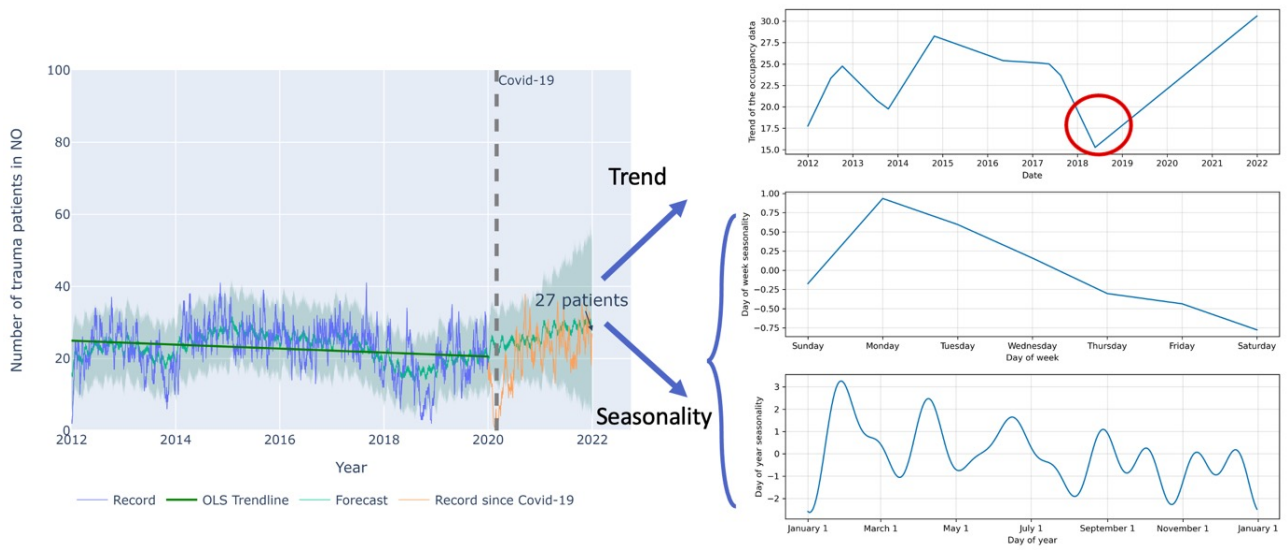 Number of trauma patients in NO
100
80
60
40
20
0
Covid-19
27 patients
2012 2014 2016 2018 2020 2022
Year
Record OLS Trendline Forecast Record since Covid-19
Trend
Seasonality
Trend of the occupancy data
30.0
27.5
25.0
22.5
20.0
17.5
15.0
2012 2013 2014 2015 2016 2017 2018 2019 2020 2021 2022
Date
Day of week seasonality
1.00
0.75
0.50
0.25
0.00
−0.25
−0.50
−0.75
Sunday Monday Tuesday Wednesday Thursday Friday Saturday
Day of week
Day of year seasonality
3
2
1
0
−1
−2
January 1 March 1 May 1 July 1 September 1 November 1 January 1
Day of year